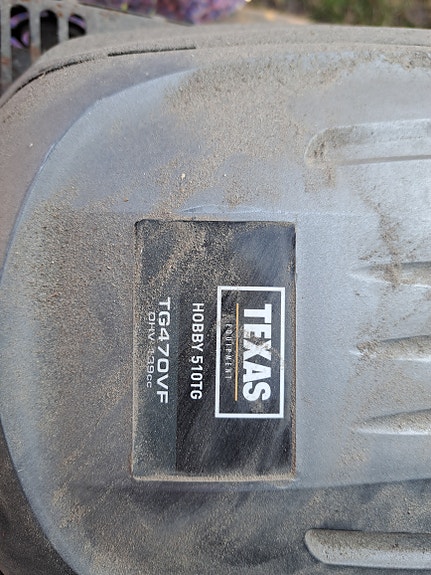 TEXAS
EQUIPMENT
HOBBY 510TG
TG470VF
OHV 139cc